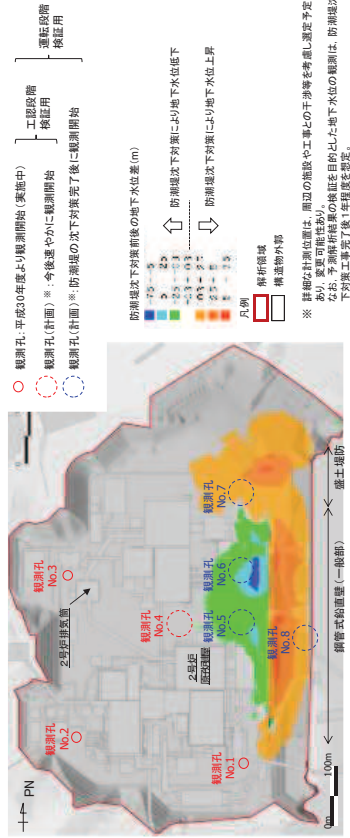 ○ 観測孔:平成30年度より観測開始(実施中)
観測孔(計画)※:今後速やかに観測開始
観測孔(計画)※:防潮堤の沈下対策完了後に観測開始
工認段階
検証用
運転段階
検証用
防潮堤沈下対策前後の地下水位差(m)
防潮堤沈下対策により地下水位低下
防潮堤沈下対策により地下水位上昇
凡例
解析領域
構造物外部
※ 詳細な計測位置は、周辺の施設や工事との干渉等を考慮し選定予定
であり、変更可能性あり。
なお、予測解析結果の検証を目的とした地下水位の観測は、防潮堤沈
下対策工事完了後1年程度を想定。
PN
観測孔
No.2
観測孔
No.3
2号炉排気筒
観測孔
No.4
2号炉
原子炉建屋
観測孔
No.1
観測孔
No.5
観測孔
No.6
観測孔
No.7
観測孔
No.8
鋼管式鉛直壁(一般部)
盛土堤防
0m
100m